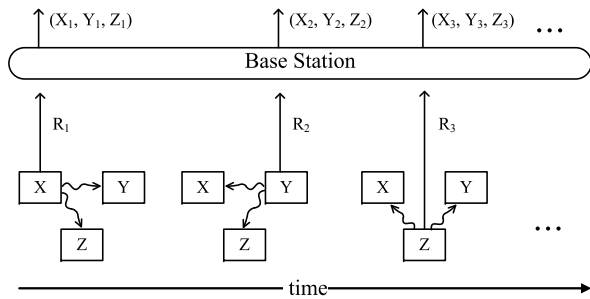 (X1, Y1, Z1) (X2, Y2, Z2) (X3, Y3, Z3) ...
Base Station
R1 R2 R3
X Y X Y X Y
Z Z Z ...
time